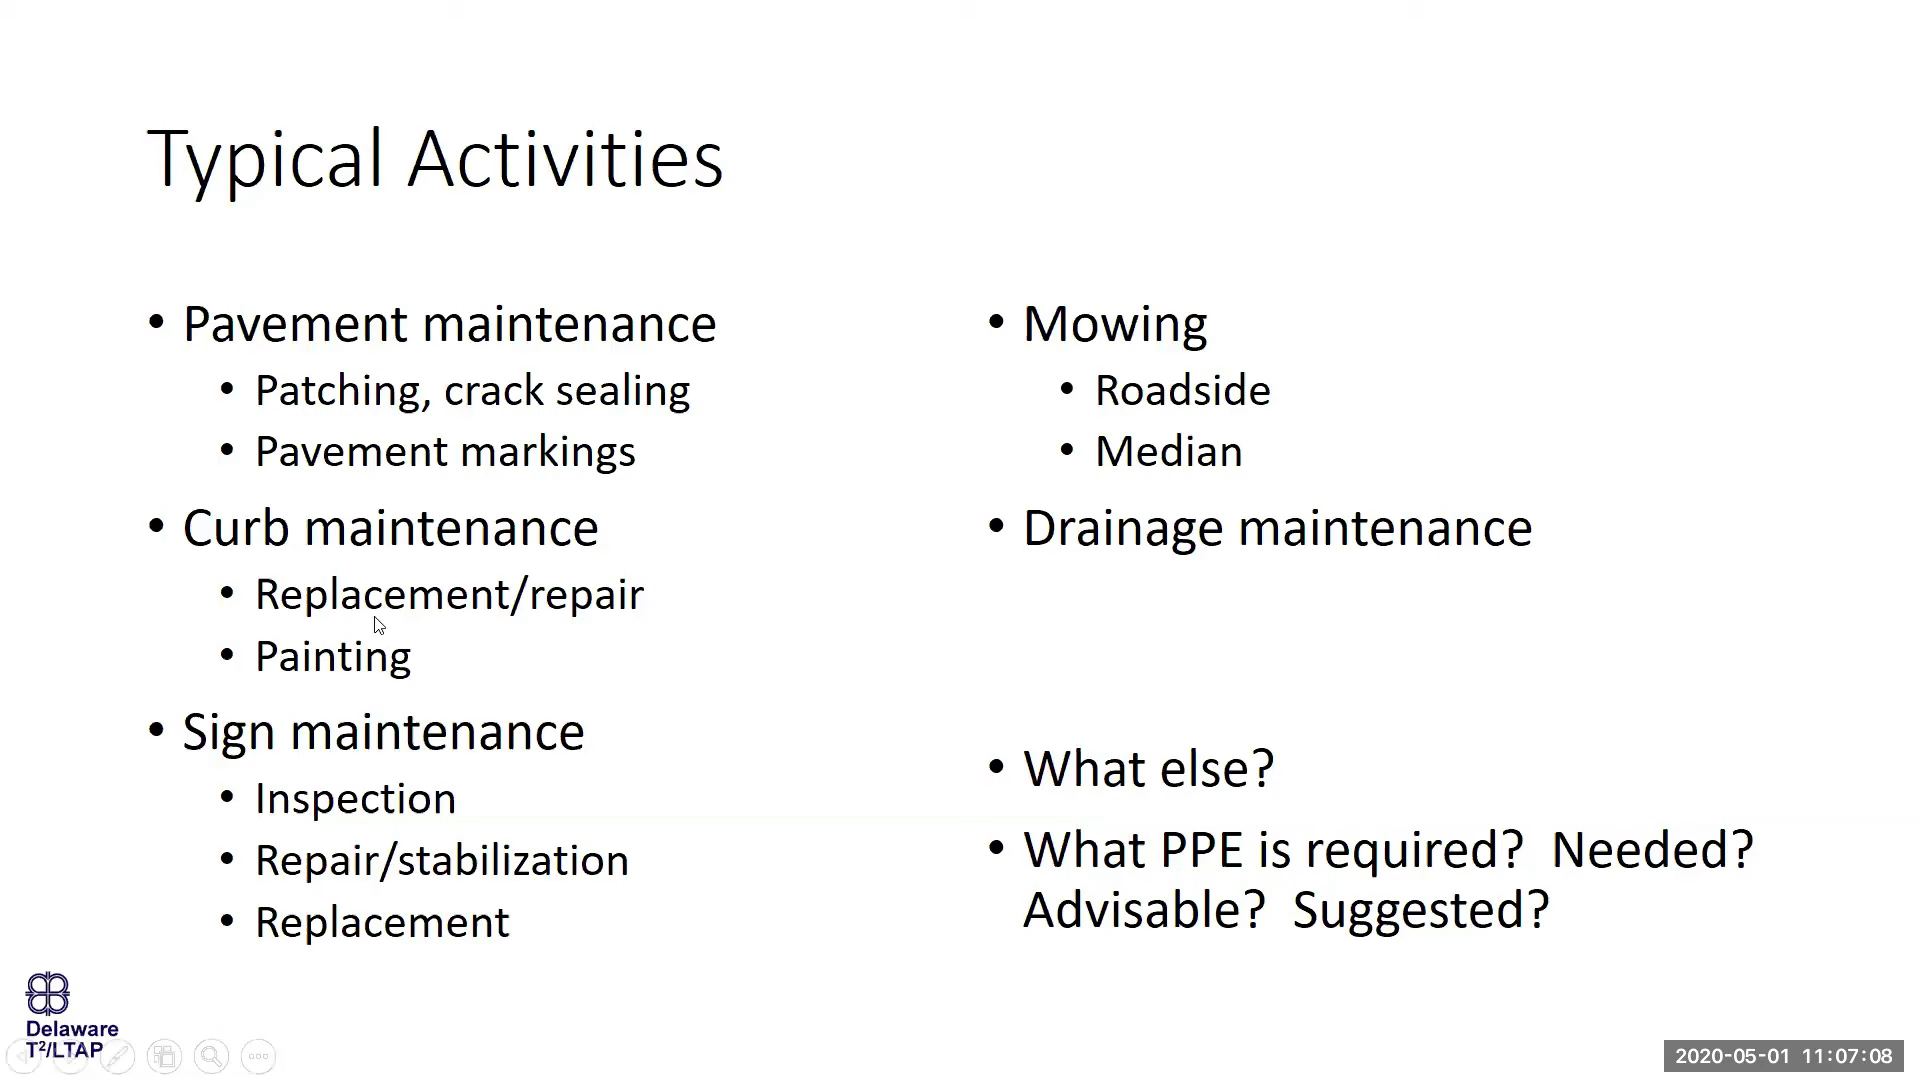 Typical Activities
• Pavement maintenance
• Patching, crack sealing
• Pavement markings
• Curb maintenance
• Replacement/repair
• Painting
• Sign maintenance
• Inspection
• Repair/stabilization
• Replacement
• Mowing
• Roadside
• Median
• Drainage maintenance
• What else?
• What PPE is required?  Needed?
Advisable?  Suggested?
Delaware
T²/LTAP
2020-05-01 11:07:08